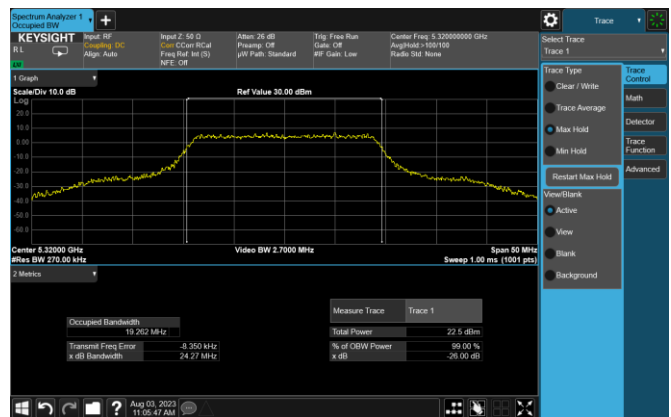 Spectrum Analyzer 1
Occupied BW
+
Trace
KEYSIGHT
R L
LXI
Input: RF
Coupling: DC
Align: Auto
Input Z: 50 Ω
Corr CCorr RCal
Freq Ref: Int (S)
NFE: Off
Atten: 26 dB
Preamp: Off
µW Path: Standard
Trig: Free Run
Gate: Off
#IF Gain: Low
Center Freq: 5.320000000 GHz
Avg|Hold:>100/100
Radio Std: None
Select Trace
Trace 1
1 Graph
Scale/Div 10.0 dB
Ref Value 30.00 dBm
Log
20.0
10.0
0.00
-10.0
-20.0
-30.0
-40.0
-50.0
-60.0
Center 5.32000 GHz
#Res BW 270.00 kHz
Video BW 2.7000 MHz
Span 50 MHz
Sweep 1.00 ms (1001 pts)
Trace Type
Clear / Write
Trace Average
Max Hold
Min Hold
Restart Max Hold
View/Blank
Active
View
Blank
Background
Trace
Control
Math
Detector
Trace
Function
Advanced
2 Metrics
Occupied Bandwidth
19.262 MHz
Transmit Freq Error -8.350 kHz
x dB Bandwidth 24.27 MHz
Measure Trace Trace 1
Total Power 22.5 dBm
% of OBW Power 99.00 %
x dB -26.00 dB
?
Aug 03, 2023
11:05:47 AM